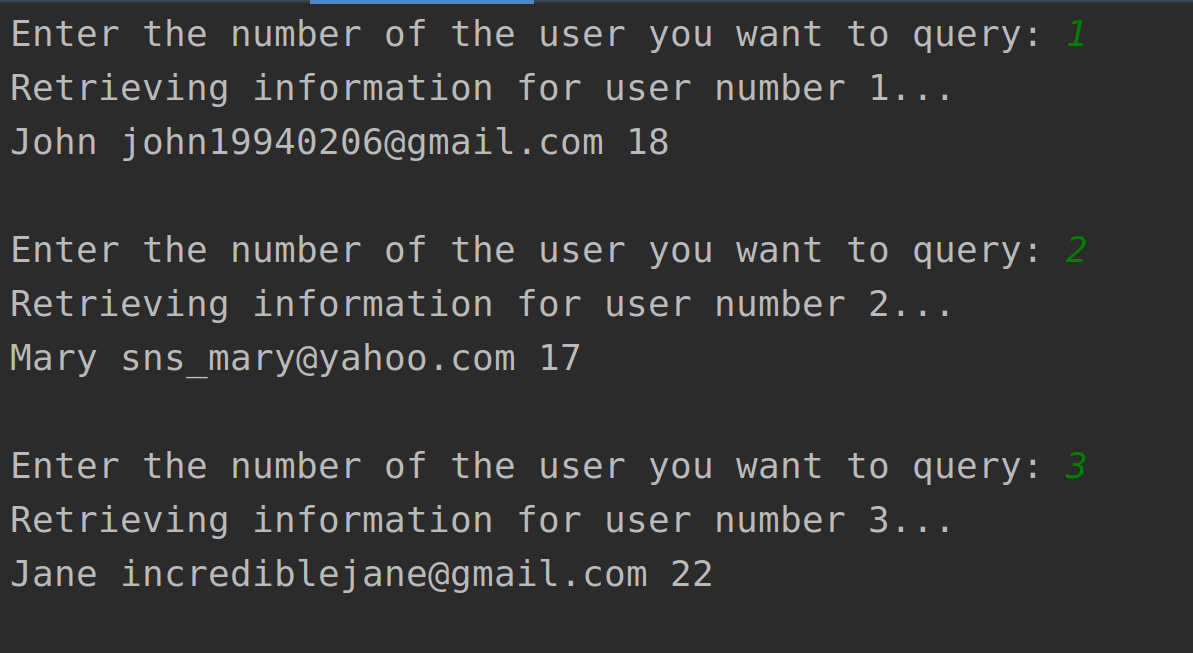 Enter the number of the user you want to query: 1
Retrieving information for user number 1...
John john19940206@gmail.com 18
Enter the number of the user you want to query: 2
Retrieving information for user number 2...
Mary sns_mary@yahoo.com 17
Enter the number of the user you want to query: 3
Retrieving information for user number 3...
Jane incrediblejane@gmail.com 22